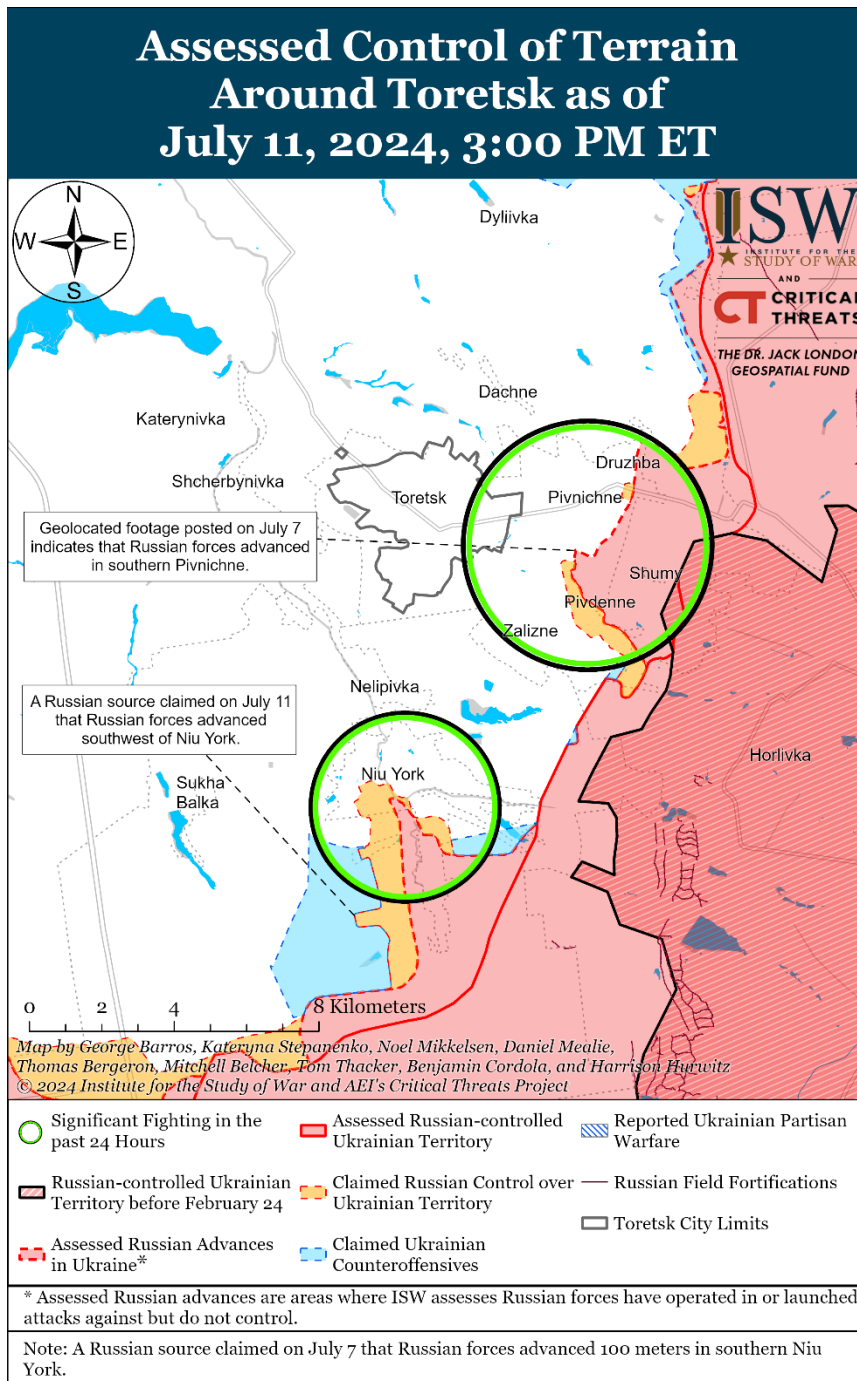 Assessed Control of Terrain
Around Toretsk as of
July 11, 2024, 3:00 PM ET
N
W
E
S
ISW
INSTITUTE FOR THE
STUDY OF WAR
AND
CT CRITICAL
THREATS
THE DR. JACK LONDON
GEOSPATIAL FUND
Dyliivka
Dachne
Katerynivka
Druzhba
Shcherbynivka
Toretsk
Pivnichne
Geolocated footage posted on July 7
indicates that Russian forces advanced
in southern Pivnichne.
Shumy
Pivdenne
Zalizne
Nelipivka
A Russian source claimed on July 11
that Russian forces advanced
southwest of Niu York.
Horlivka
Niu York
Sukha
Balka
0 2 4 8 Kilometers
Map by George Barros, Kateryna Stepanenko, Noel Mikkelsen, Daniel Mealie,
Thomas Bergeron, Mitchell Belcher, Tom Thacker, Benjamin Cordola, and Harrison Hurwitz
© 2024 Institute for the Study of War and AEI's Critical Threats Project
Significant Fighting in the
past 24 Hours
Russian-controlled Ukrainian
Territory before February 24
Assessed Russian Advances
in Ukraine*
Assessed Russian-controlled
Ukrainian Territory
Claimed Russian Control over
Ukrainian Territory
Claimed Ukrainian
Counteroffensives
Reported Ukrainian Partisan
Warfare
Russian Field Fortifications
Toretsk City Limits
* Assessed Russian advances are areas where ISW assesses Russian forces have operated in or launched
attacks against but do not control.
Note: A Russian source claimed on July 7 that Russian forces advanced 100 meters in southern Niu
York.